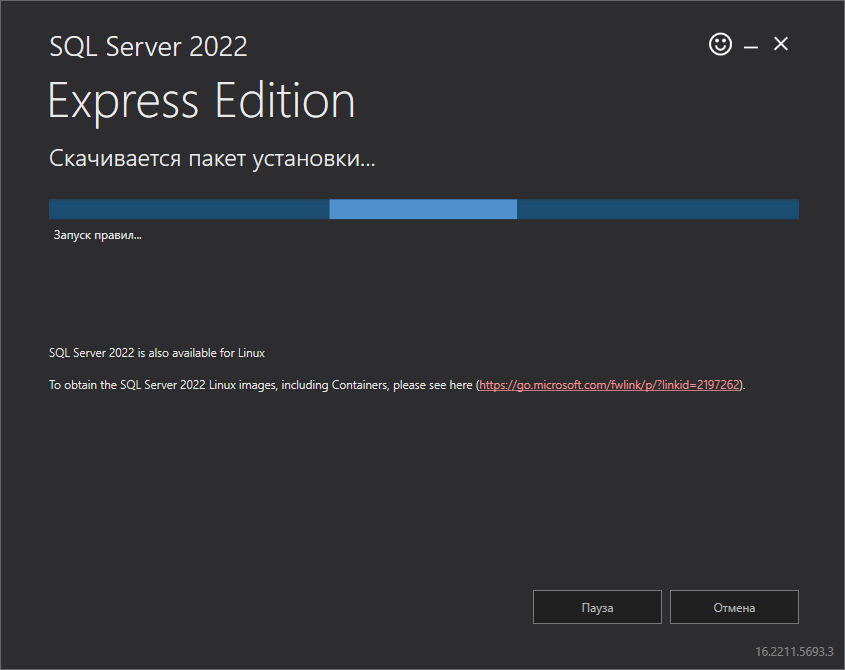 SQL Server 2022
Express Edition
Скачивается пакет установки...
Запуск правил...
SQL Server 2022 is also available for Linux
To obtain the SQL Server 2022 Linux images, including Containers, please see here (https://go.microsoft.com/fwlink/p/?linkid=2197262).
Пауза
Отмена
16.2211.5693.3